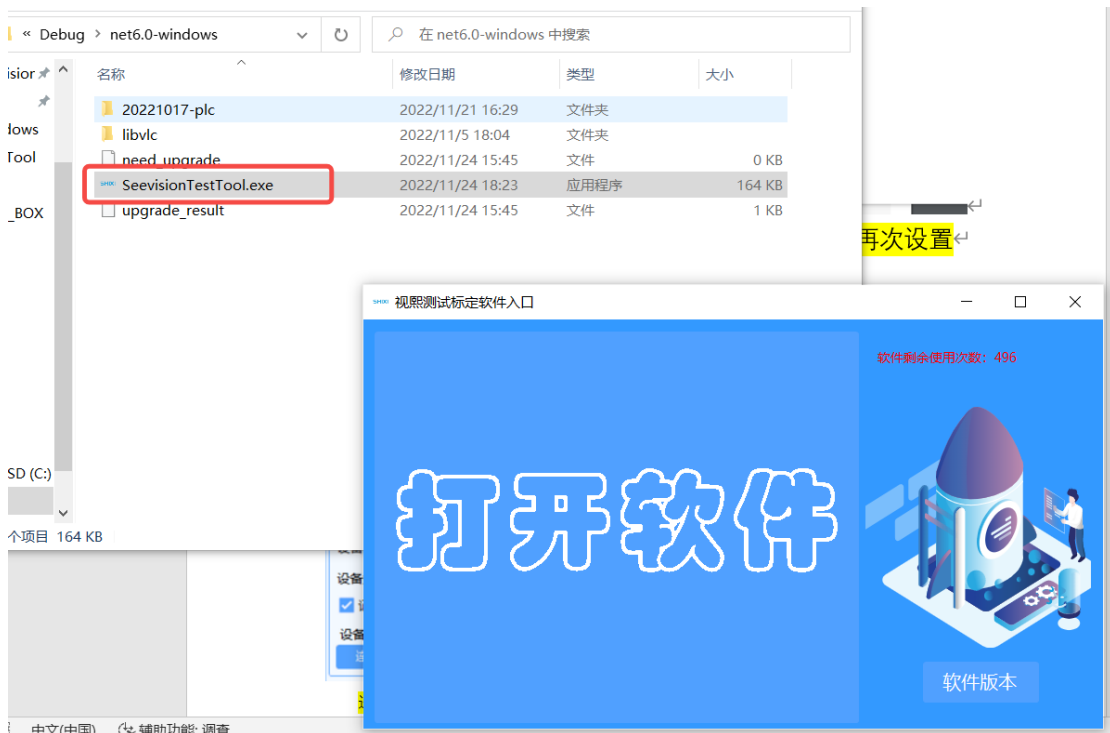 « Debug > net6.0-windows
在 net6.0-windows 中搜索
名称 修改日期 类型 大小
20221017-plc 2022/11/21 16:29 文件夹
libvlc 2022/11/5 18:04 文件夹
need_upgrade 2022/11/24 15:45 文件 0 KB
SeevisionTestTool.exe 2022/11/24 18:23 应用程序 164 KB
upgrade_result 2022/11/24 15:45 文件 1 KB
isior
dows
Tool
_BOX
SD (C:)
个项目 164 KB
再次设置
视熙测试标定软件入口
软件剩余使用次数：496
打开软件
软件版本
设备
设备
中文(中国) 辅助功能: 调查